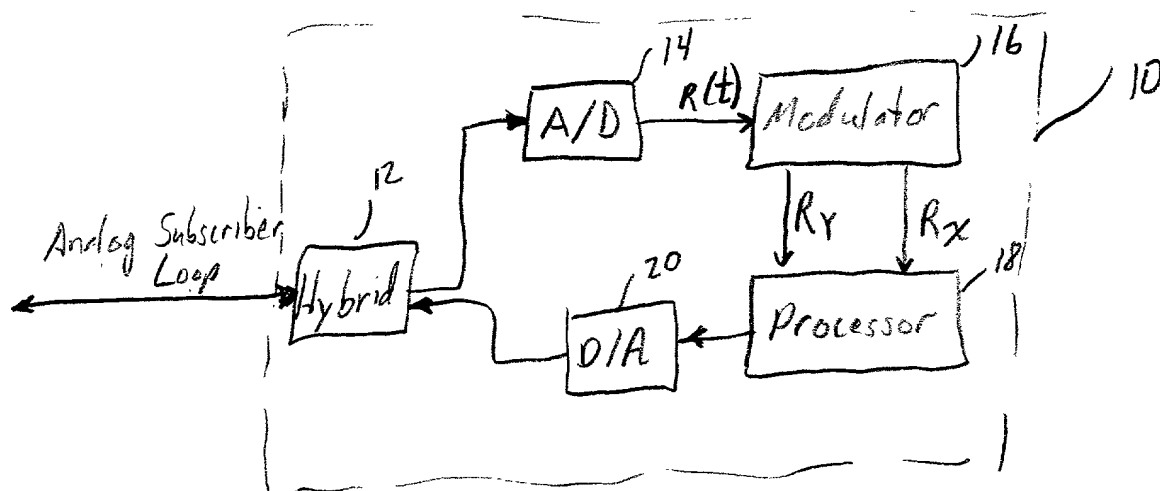 14
16
10
A/D
R(t)
Modulator
12
Analog Subscriber
Loop
Hybrid
RY
Rx
20
18
D/A
Processor